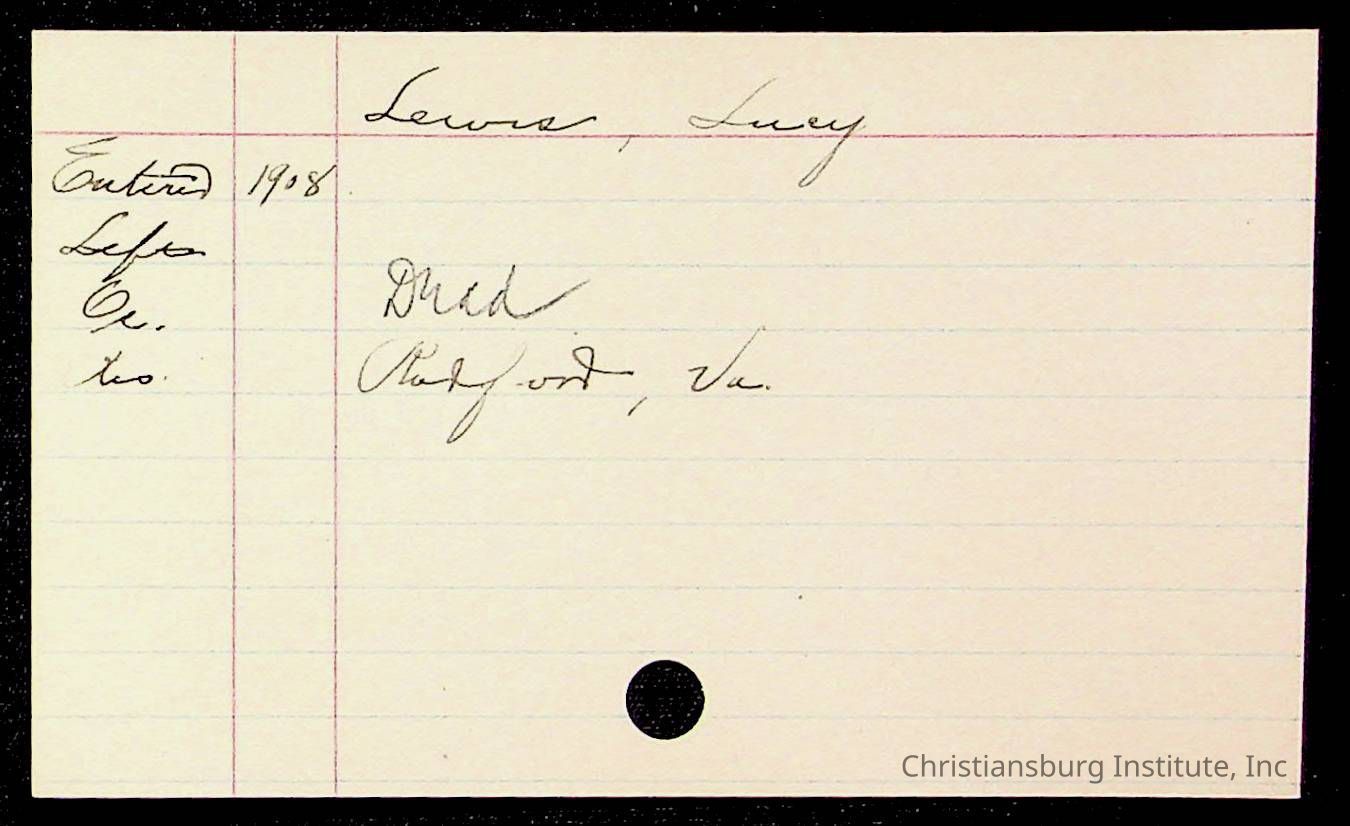 Lewis, Lucy
Entered 1908
Left
Oc. Dead
Res. Radford, Va.
Christiansburg Institute, Inc